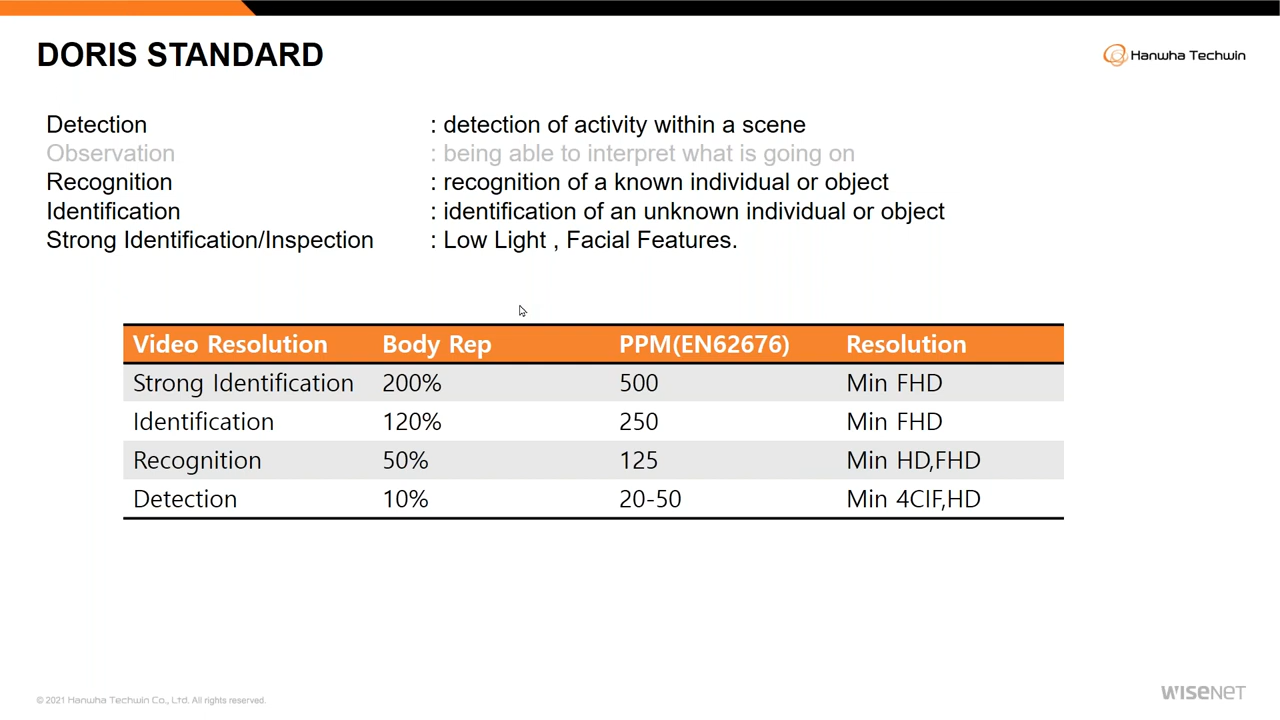 DORIS STANDARD
Hanwha Techwin
Detection : detection of activity within a scene
Observation : being able to interpret what is going on
Recognition : recognition of a known individual or object
Identification : identification of an unknown individual or object
Strong Identification/Inspection : Low Light , Facial Features.
Video Resolution Body Rep PPM(EN62676) Resolution
Strong Identification 200% 500 Min FHD
Identification 120% 250 Min FHD
Recognition 50% 125 Min HD,FHD
Detection 10% 20-50 Min 4CIF,HD
© 2021 Hanwha Techwin Co., Ltd. All rights reserved.
WISENET